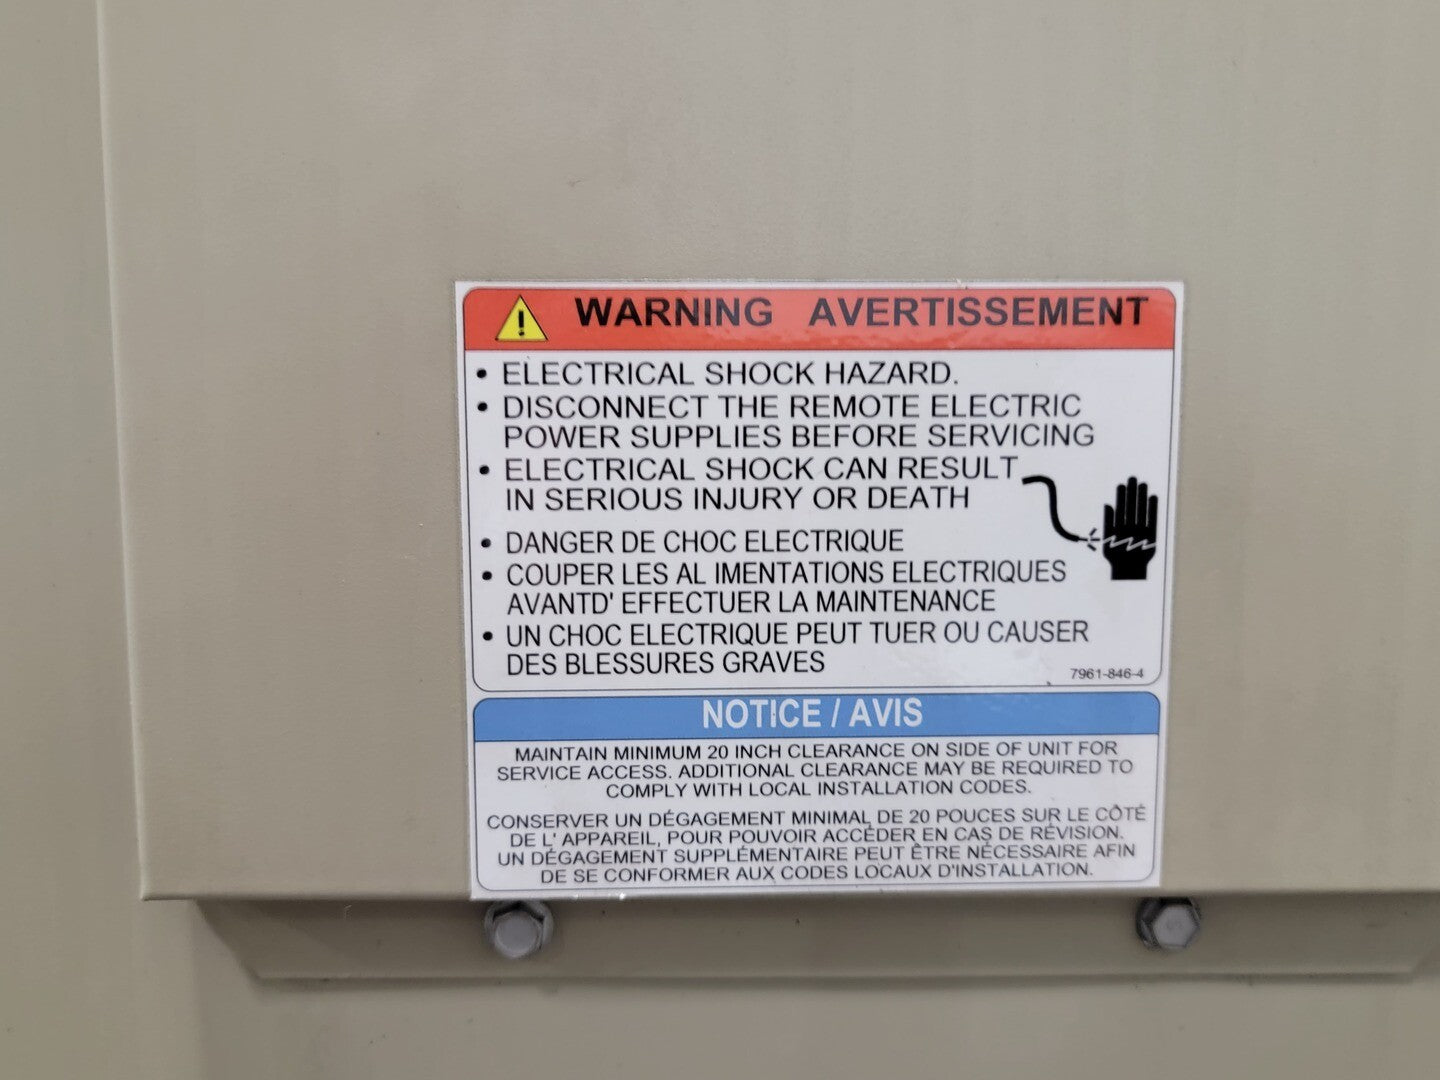 WARNING AVERTISSEMENT
• ELECTRICAL SHOCK HAZARD.
• DISCONNECT THE REMOTE ELECTRIC
POWER SUPPLIES BEFORE SERVICING
• ELECTRICAL SHOCK CAN RESULT
IN SERIOUS INJURY OR DEATH
• DANGER DE CHOC ELECTRIQUE
• COUPER LES AL IMENTATIONS ELECTRIQUES
AVANTD' EFFECTUER LA MAINTENANCE
• UN CHOC ELECTRIQUE PEUT TUER OU CAUSER
DES BLESSURES GRAVES
7961-846-4
NOTICE / AVIS
MAINTAIN MINIMUM 20 INCH CLEARANCE ON SIDE OF UNIT FOR
SERVICE ACCESS. ADDITIONAL CLEARANCE MAY BE REQUIRED TO
COMPLY WITH LOCAL INSTALLATION CODES.
CONSERVER UN DÉGAGEMENT MINIMAL DE 20 POUCES SUR LE CÔTÉ
DE L' APPAREIL, POUR POUVOIR ACCÉDER EN CAS DE RÉVISION.
UN DÉGAGEMENT SUPPLÉMENTAIRE PEUT ÊTRE NÉCESSAIRE AFIN
DE SE CONFORMER AUX CODES LOCAUX D'INSTALLATION.